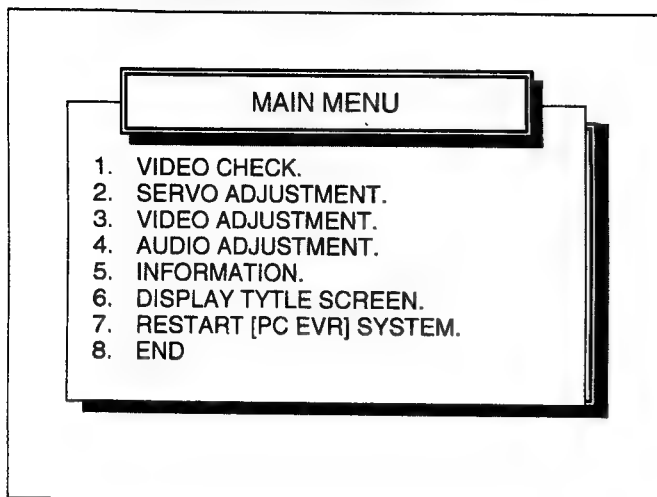 MAIN MENU
1. VIDEO CHECK.
2. SERVO ADJUSTMENT.
3. VIDEO ADJUSTMENT.
4. AUDIO ADJUSTMENT.
5. INFORMATION.
6. DISPLAY TYTLE SCREEN.
7. RESTART [PC EVR] SYSTEM.
8. END